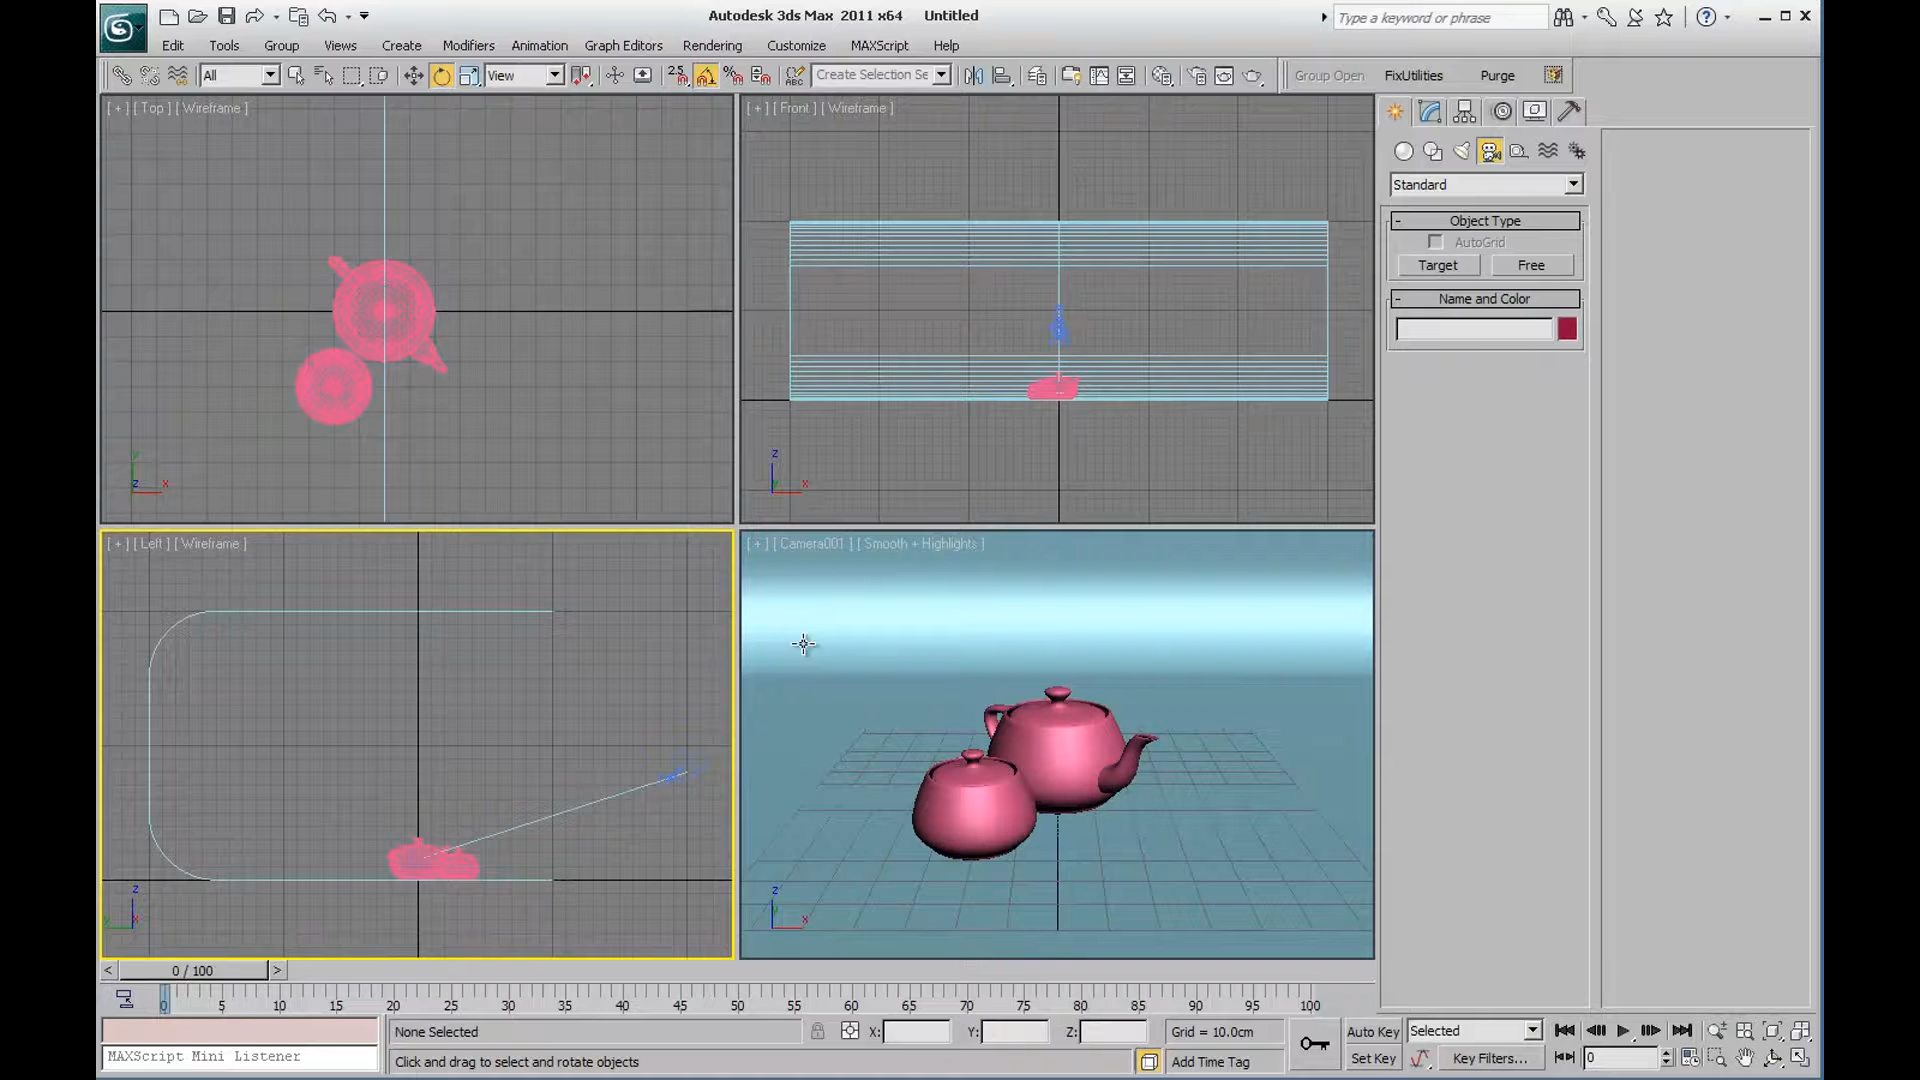 Autodesk 3ds Max 2011 x64 Untitled
Type a keyword or phrase
Edit Tools Group Views Create Modifiers Animation Graph Editors Rendering Customize MAXScript Help
All View 2.5 Create Selection Se Group Open FixUtilities Purge
[ + ] [ Top ] [ Wireframe ]
[ + ] [ Front ] [ Wireframe ]
Standard
Object Type
AutoGrid
Target Free
Name and Color
y
z x
z
y x
[ + ] [ Left ] [ Wireframe ]
[ + ] [ Camera001 ] [ Smooth + Highlights ]
z
y x
z
y x
< 0 / 100 >
0 5 10 15 20 25 30 35 40 45 50 55 60 65 70 75 80 85 90 95 100
None Selected X: Y: Z: Grid = 10.0cm Auto Key Selected
MAXScript Mini Listener Click and drag to select and rotate objects Add Time Tag Set Key Key Filters... 0